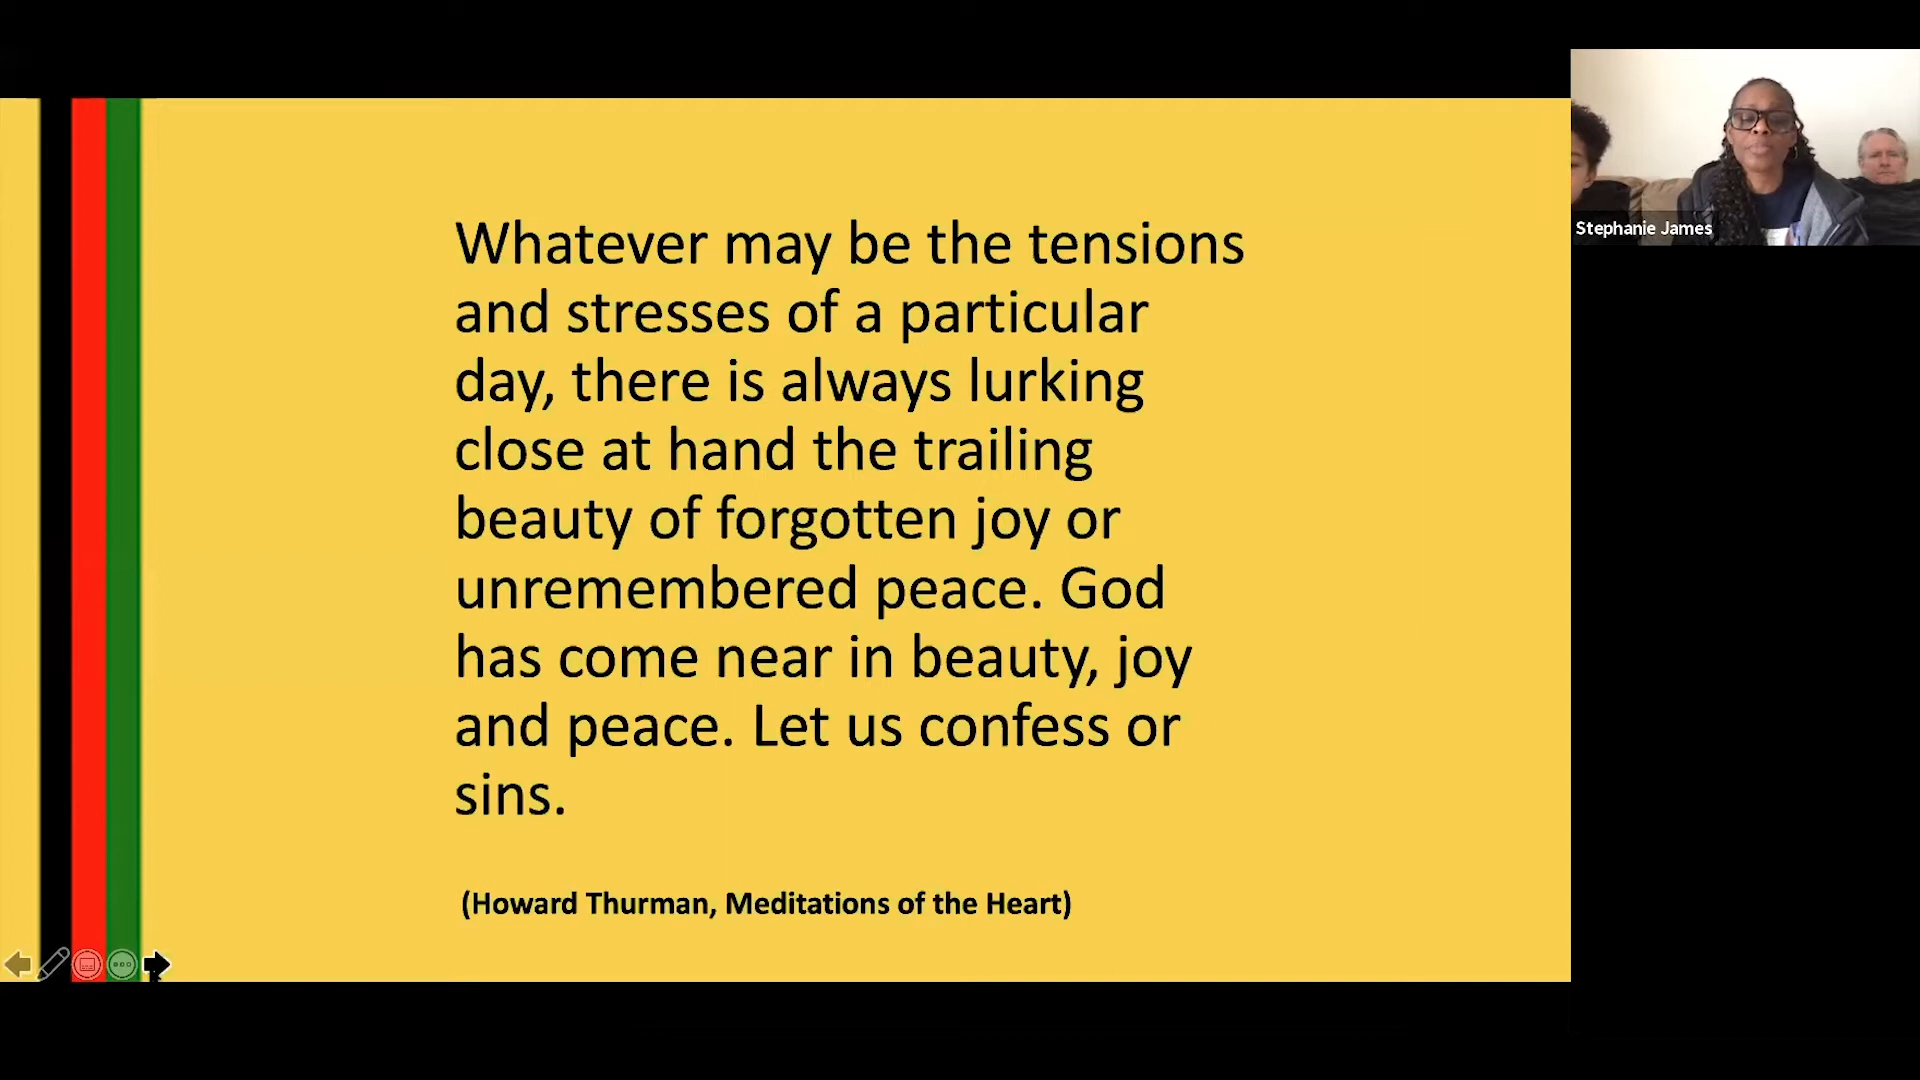 Whatever may be the tensions
and stresses of a particular
day, there is always lurking
close at hand the trailing
beauty of forgotten joy or
unremembered peace. God
has come near in beauty, joy
and peace. Let us confess or
sins.
(Howard Thurman, Meditations of the Heart)
Stephanie James